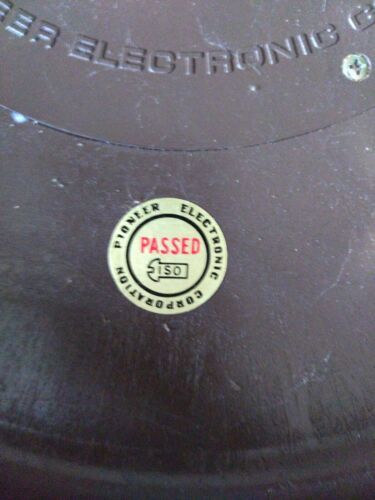 EER ELECTRONIC C
PIONEER ELECTRONIC CORPORATION
PASSED
ISO